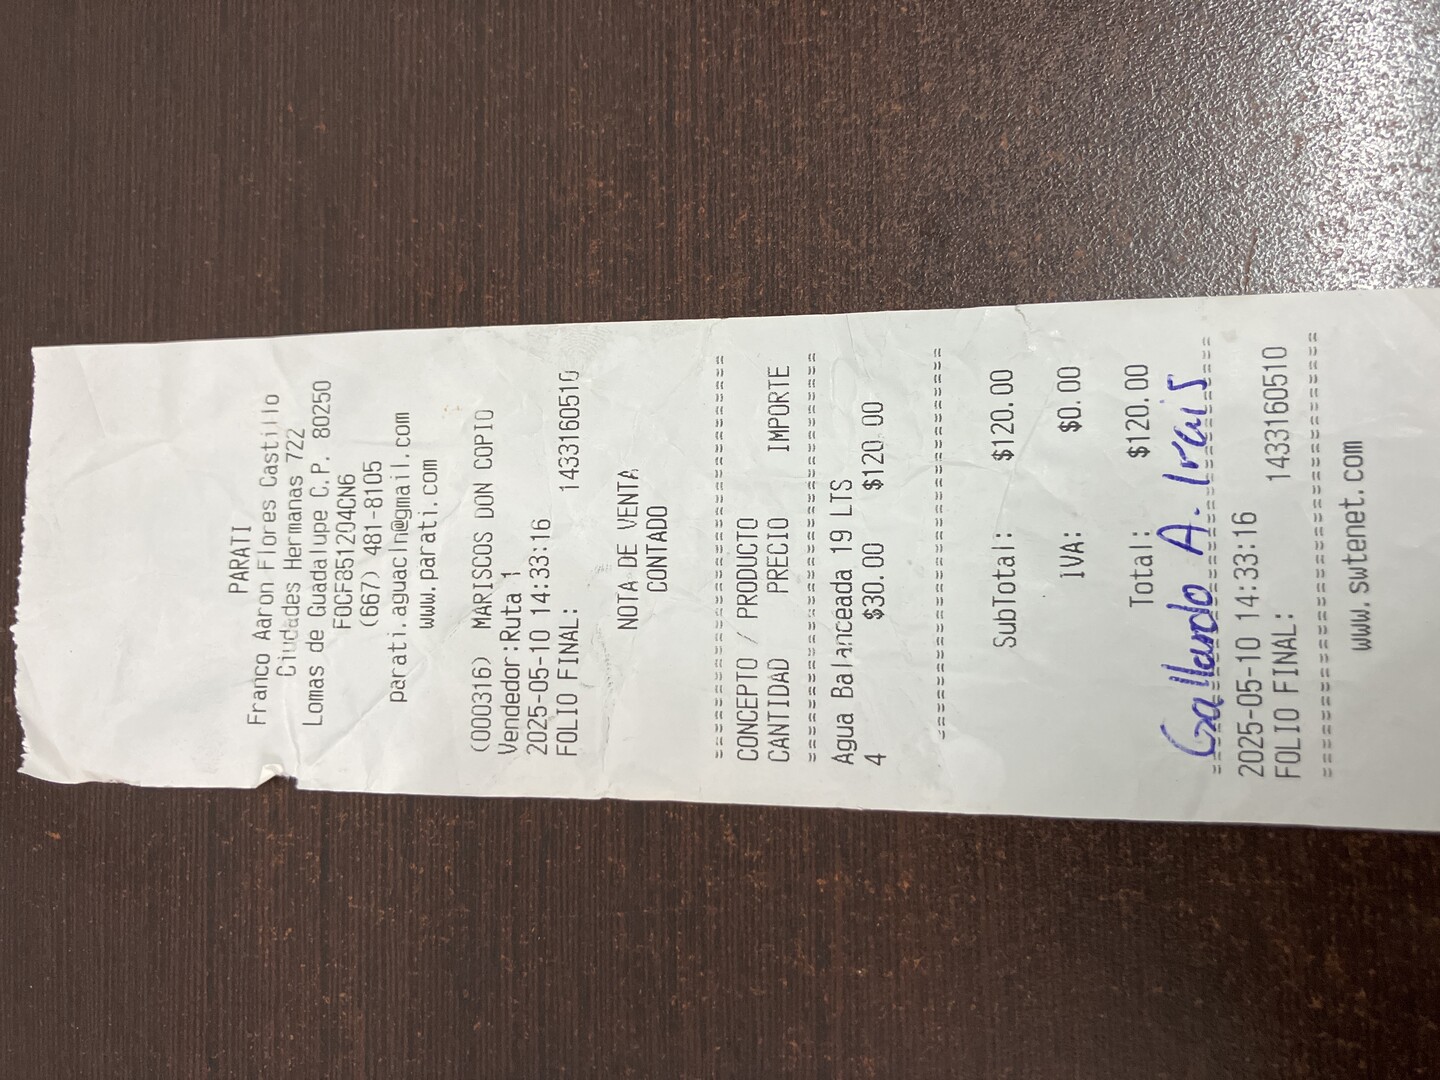 PARATI
Franco Aaron Flores Castillo
Ciudades Hermanas 722
Lomas de Guadalupe C.P. 80250
FOCF851204CN6
(667) 481-8105
parati.aguacln@gmail.com
www.parati.com
(000316) MARISCOS DON COPIO
Vendedor:Ruta 1
2025-05-10 14:33:16
FOLIO FINAL: 1433160510
NOTA DE VENTA
CONTADO
==============================
CONCEPTO / PRODUCTO
CANTIDAD PRECIO IMPORTE
==============================
Agua Balanceada 19 LTS
4 $30.00 $120.00
==============================
SubTotal: $120.00
IVA: $0.00
Total: $120.00
Gallardo A. Irais
==============================
2025-05-10 14:33:16
FOLIO FINAL: 1433160510
==============================
www.swtenet.com